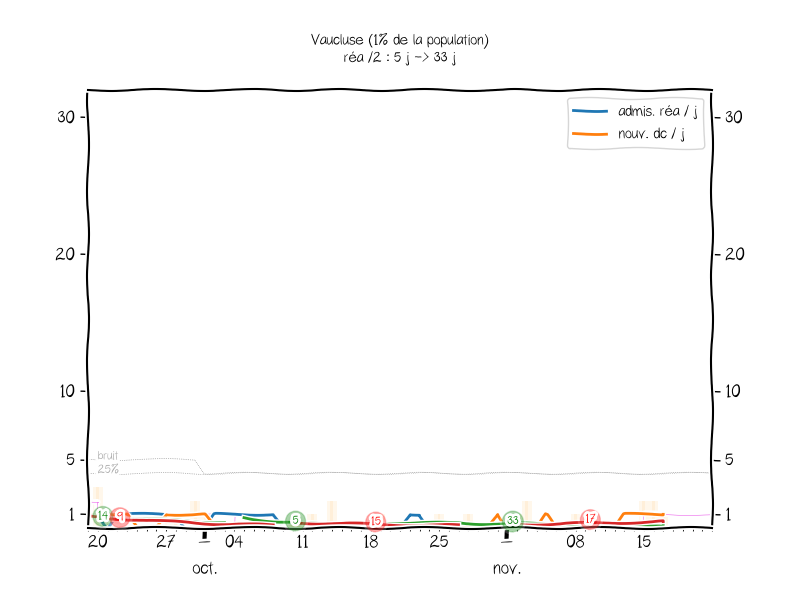 Vaucluse (1% de la population)
réa /2 : 5 j -> 33 j
admis. réa / j
nouv. dc / j
30 30
20 20
10 10
bruit
5 5
25%
1 14 9 5 15 33 17 1
20 27 04 11 18 25 08 15
oct. nov.